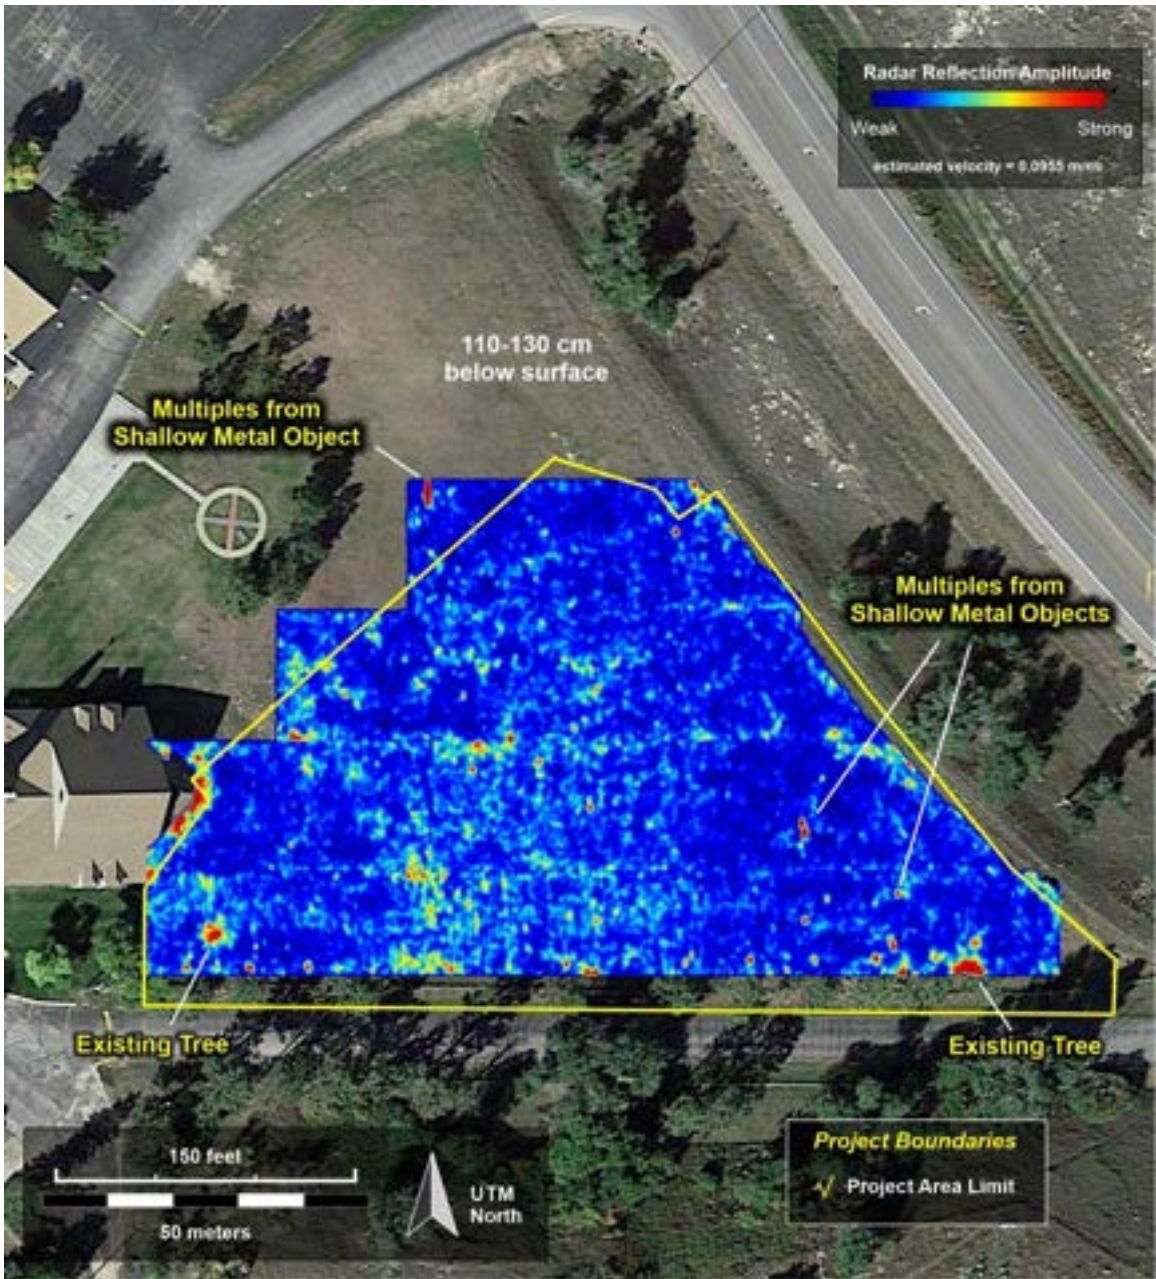 Radar Reflection Amplitude
Weak Strong
estimated velocity = 0.0955 m/ns
110-130 cm
below surface
Multiples from
Shallow Metal Object
Multiples from
Shallow Metal Objects
Existing Tree
Existing Tree
150 feet
50 meters
UTM
North
Project Boundaries
Project Area Limit